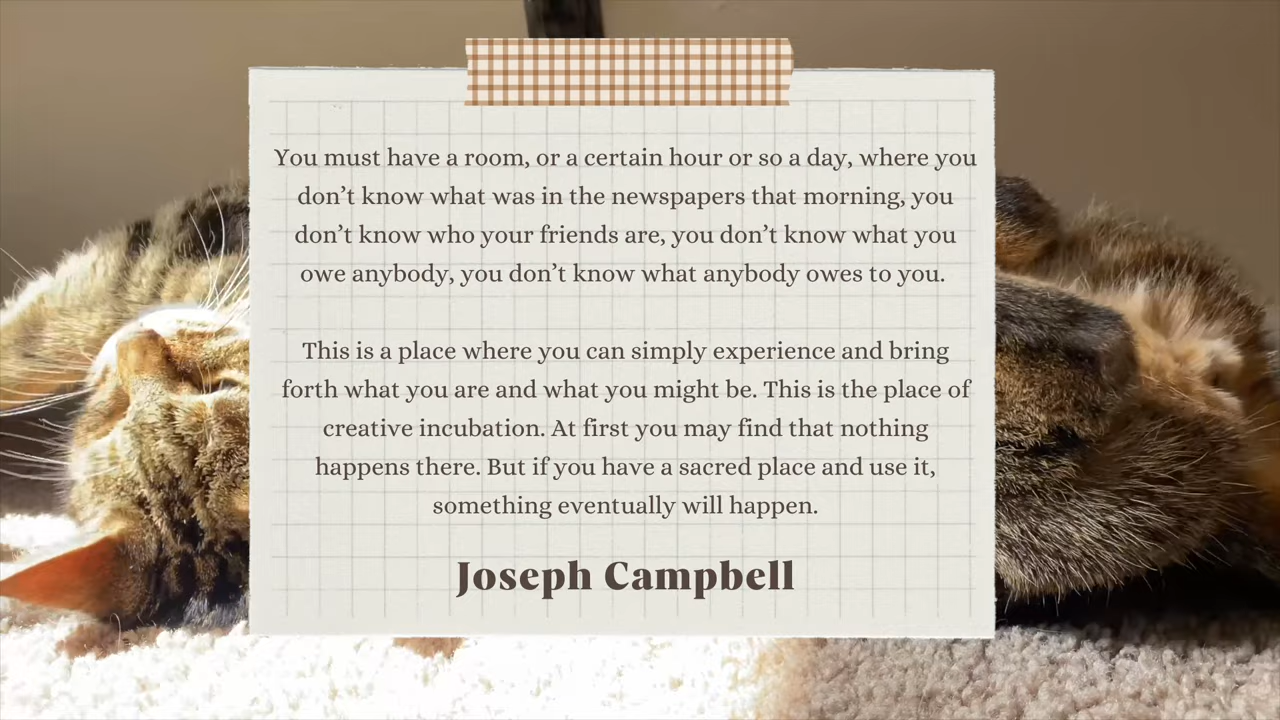 You must have a room, or a certain hour or so a day, where you
don’t know what was in the newspapers that morning, you
don’t know who your friends are, you don’t know what you
owe anybody, you don’t know what anybody owes to you.
This is a place where you can simply experience and bring
forth what you are and what you might be. This is the place of
creative incubation. At first you may find that nothing
happens there. But if you have a sacred place and use it,
something eventually will happen.
Joseph Campbell